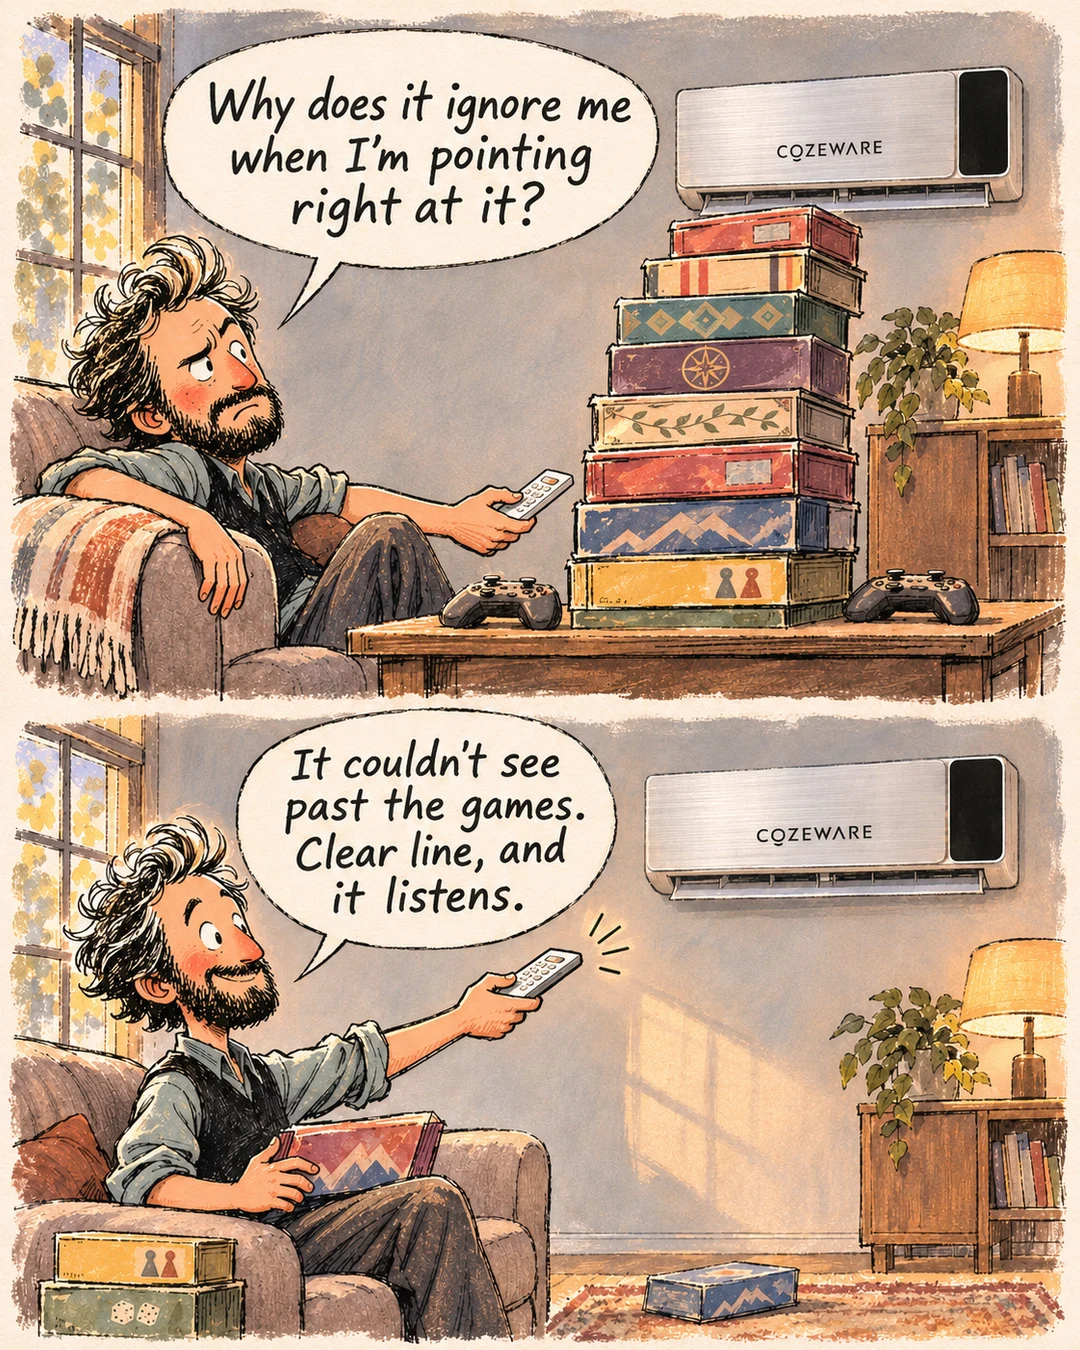 Why does it ignore me
when I'm pointing
right at it?
COZEWARE
It couldn't see
past the games.
Clear line, and
it listens.
COZEWARE